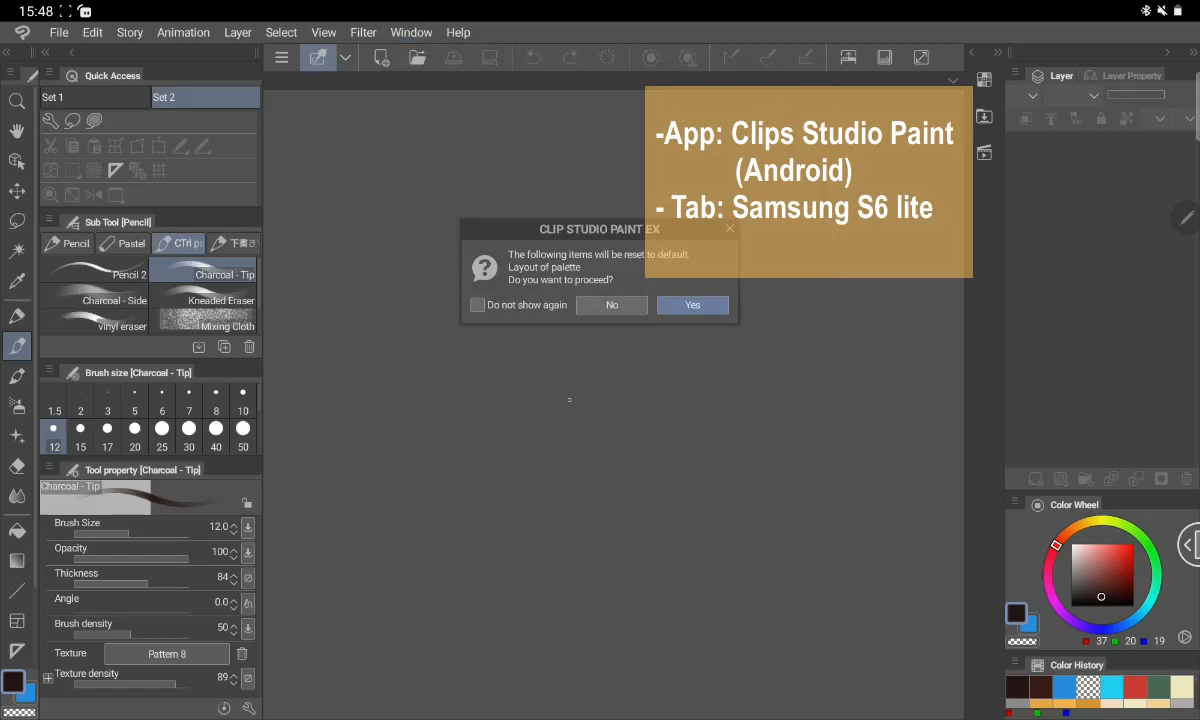 15:48
File Edit Story Animation Layer Select View Filter Window Help
Quick Access
Set 1 Set 2
Layer Layer Property
-App: Clips Studio Paint
(Android)
- Tab: Samsung S6 lite
Sub Tool [Pencil]
Pencil Pastel CTrl p 下書き
Pencil 2 Charcoal - Tip
Charcoal - Side Kneaded Eraser
vinyl eraser Mixing Cloth
CLIP STUDIO PAINT EX
The following items will be reset to default.
Layout of palette
Do you want to proceed?
Do not show again No Yes
Brush size [Charcoal - Tip]
1.5 2 3 5 6 7 8 10
12 15 17 20 25 30 40 50
Tool property [Charcoal - Tip]
Charcoal - Tip
Brush Size 12.0
Opacity 100
Thickness 84
Angle 0.0
Brush density 50
Texture Pattern 8
Texture density 89
Color Wheel
37 20 19
Color History